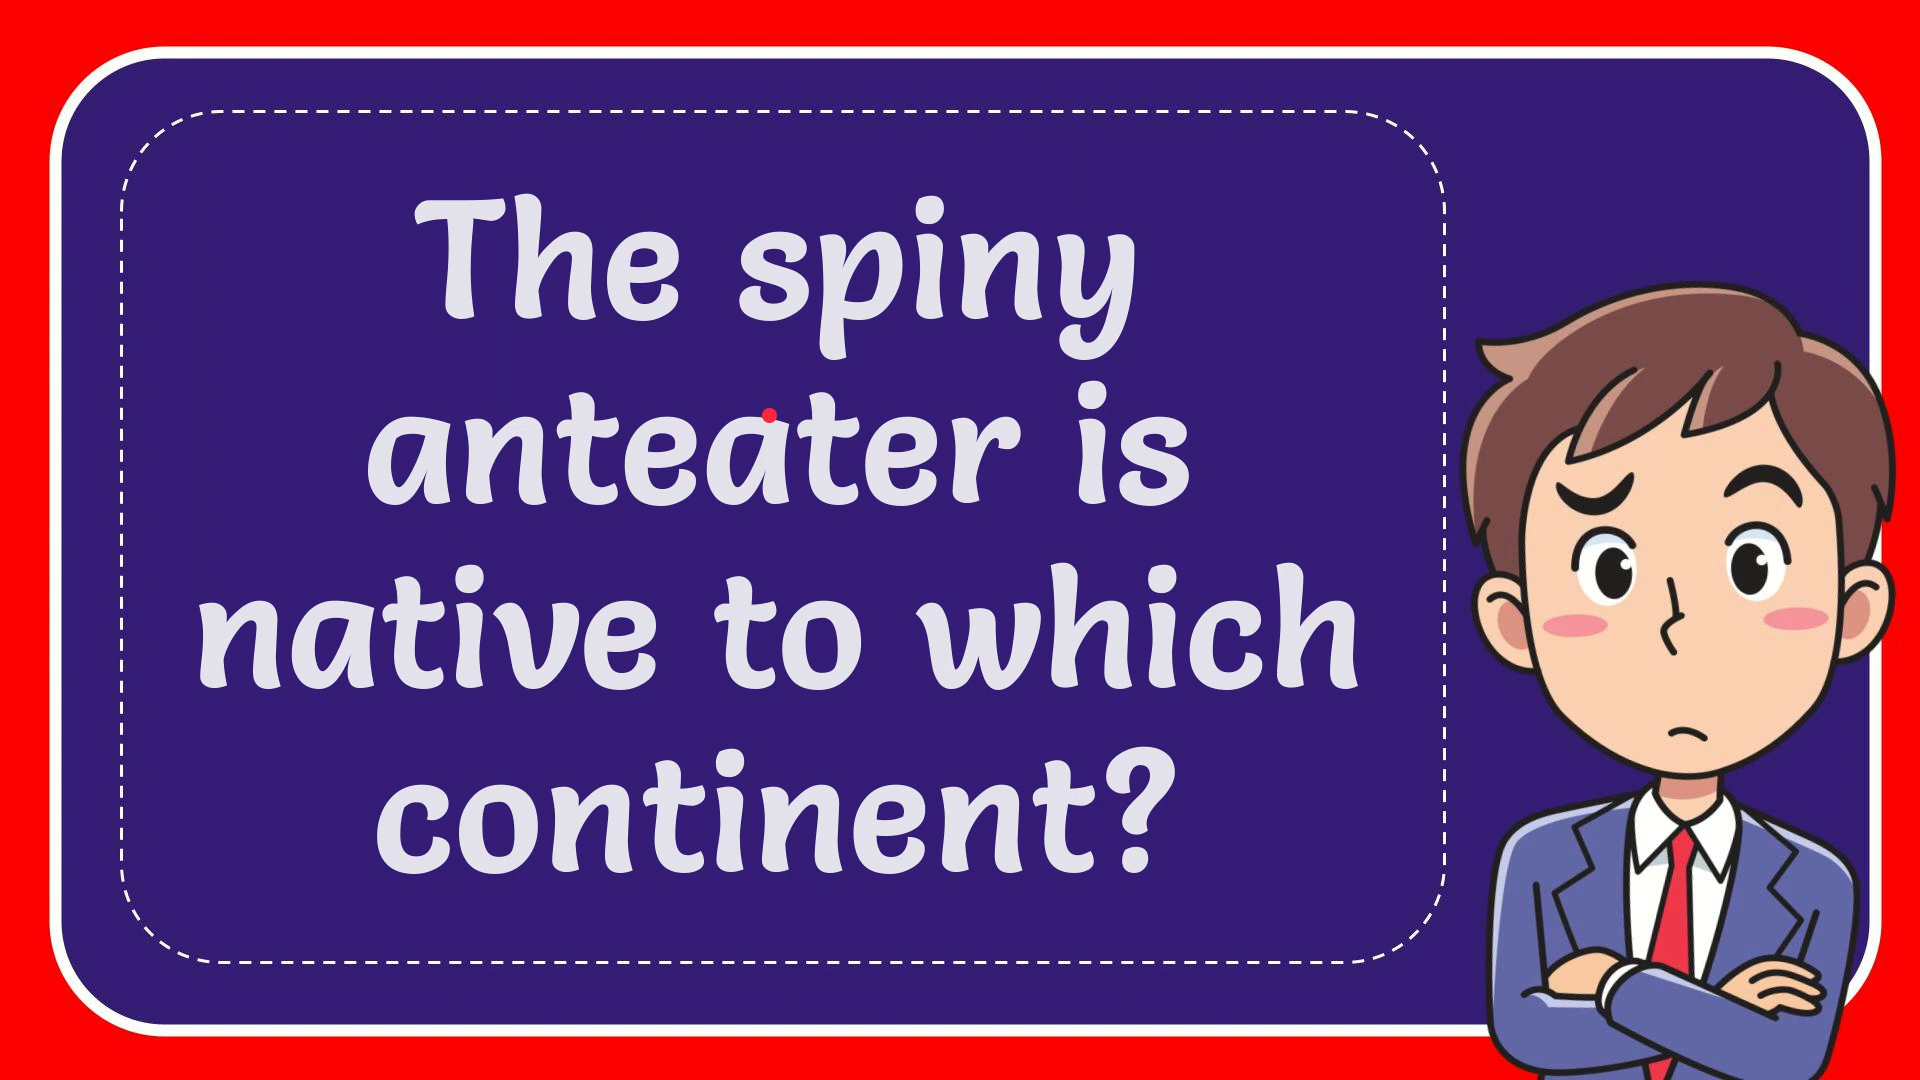 The spiny
anteater is
native to which
continent?